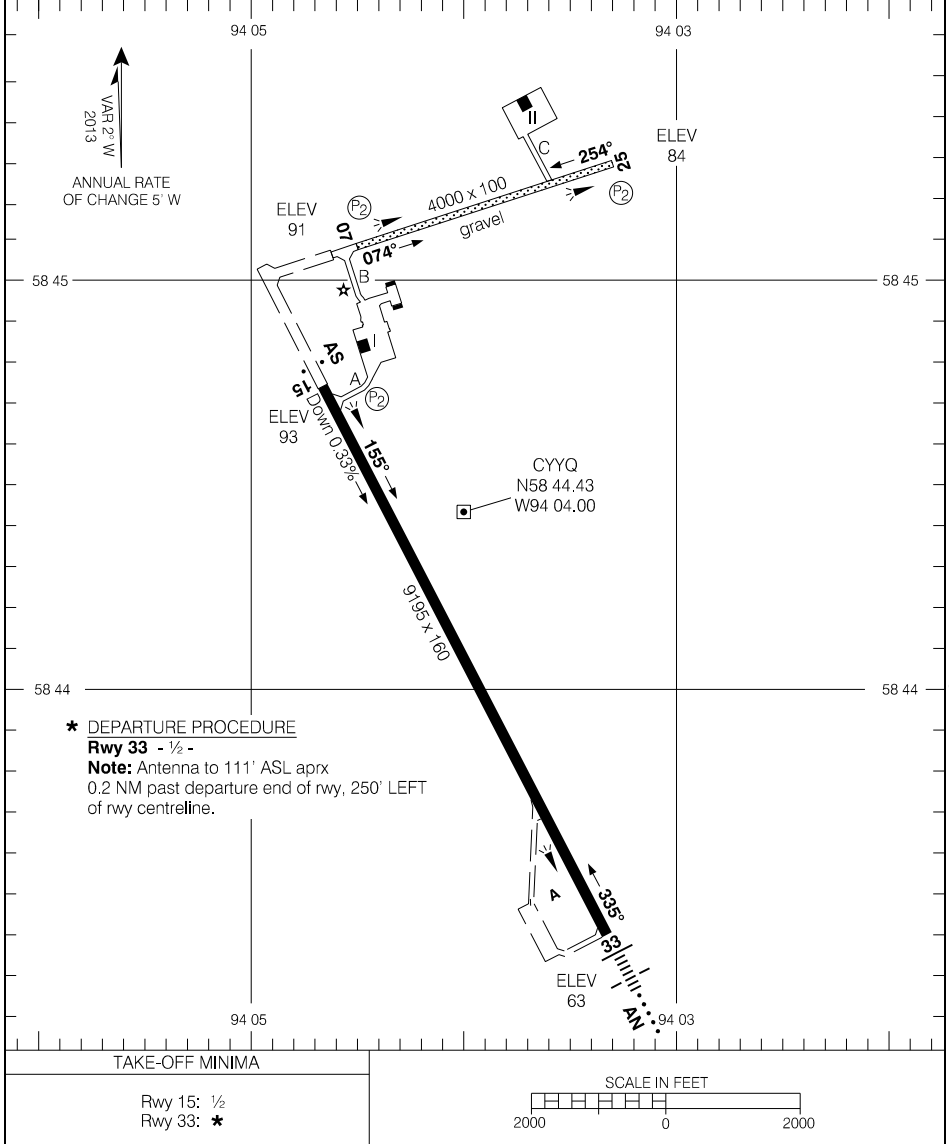 94 05
94 03
VAR 2° W
2013
ANNUAL RATE
OF CHANGE 5' W
II
C
254°
25
ELEV
84
P2
4000 x 100
gravel
P2
ELEV
91
07
074°
B
58 45
58 45
I
AS
A
15
P2
ELEV
93
Down 0.33%
155°
CYYQ
N58 44.43
W94 04.00
9195 x 160
58 44
58 44
* DEPARTURE PROCEDURE
Rwy 33 - ½ -
Note: Antenna to 111' ASL aprx
0.2 NM past departure end of rwy, 250' LEFT
of rwy centreline.
A
335°
33
ELEV
63
AN
94 05
94 03
TAKE-OFF MINIMA
Rwy 15: ½
Rwy 33: *
SCALE IN FEET
2000
0
2000